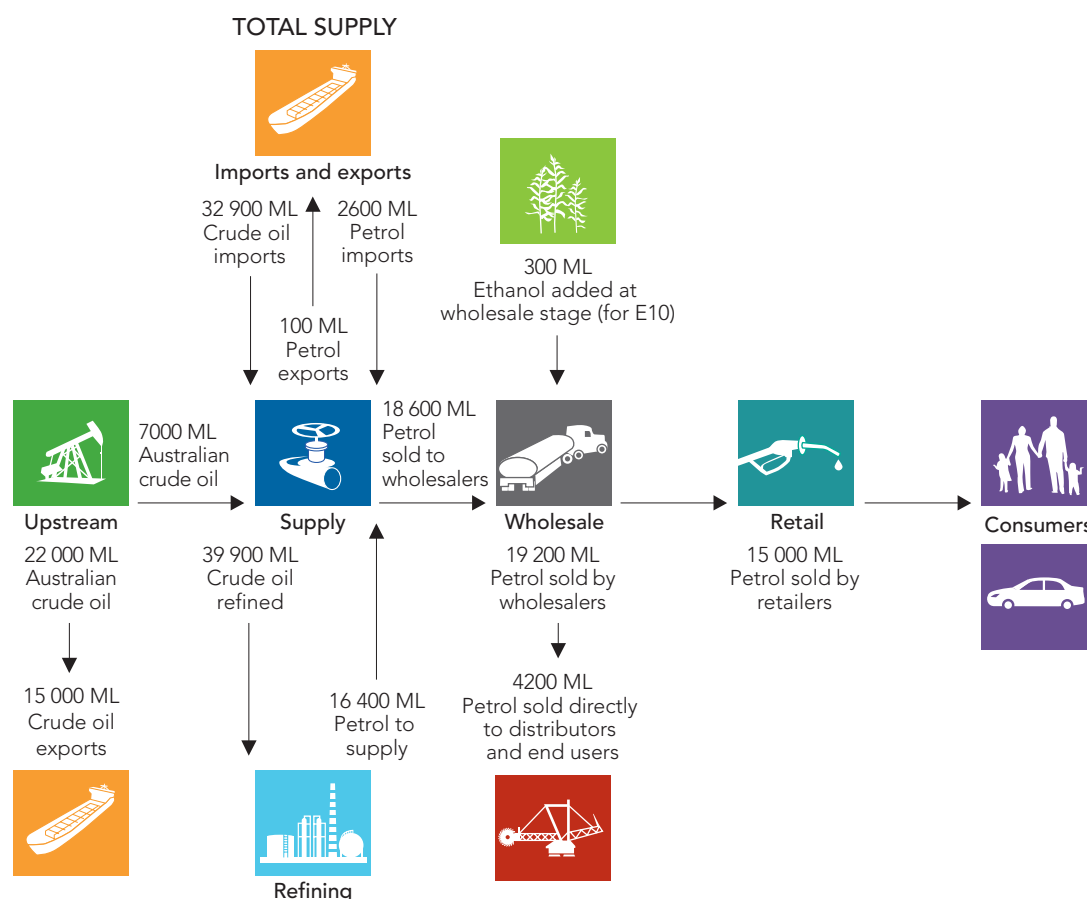 TOTAL SUPPLY
Imports and exports
32 900 ML
Crude oil
imports
2600 ML
Petrol
imports
100 ML
Petrol
exports
300 ML
Ethanol added at
wholesale stage (for E10)
7000 ML
Australian
crude oil
18 600 ML
Petrol
sold to
wholesalers
Upstream
Supply
Wholesale
Retail
Consumers
22 000 ML
Australian
crude oil
39 900 ML
Crude oil
refined
19 200 ML
Petrol sold by
wholesalers
15 000 ML
Petrol sold by
retailers
15 000 ML
Crude oil
exports
16 400 ML
Petrol to
supply
4200 ML
Petrol sold directly
to distributors
and end users
Refining